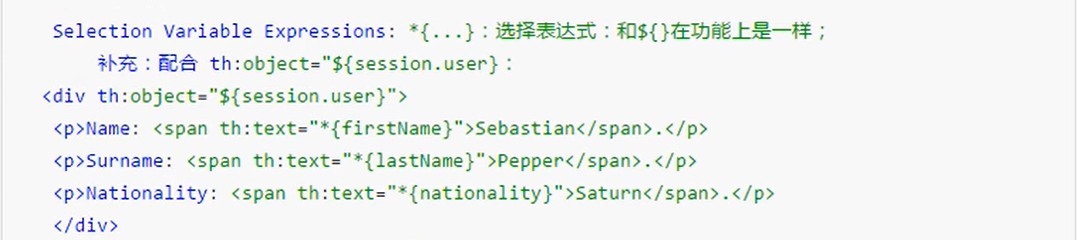 Selection Variable Expressions: *{...}：选择表达式：和${}在功能上是一样；
补充：配合 th:object="${session.user}：
<div th:object="${session.user}">
<p>Name: <span th:text="*{firstName}">Sebastian</span>.</p>
<p>Surname: <span th:text="*{lastName}">Pepper</span>.</p>
<p>Nationality: <span th:text="*{nationality}">Saturn</span>.</p>
</div>